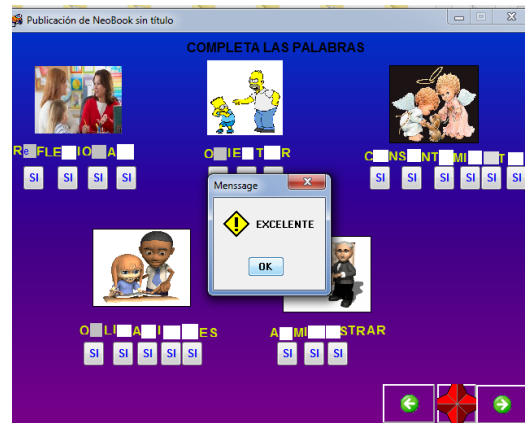 Publicación de NeoBook sin título
COMPLETA LAS PALABRAS
Re FLE IO A
O IE T R
C NS NT MI T
SI SI SI SI
SI SI SI SI SI SI
Menssage
EXCELENTE
OK
O LI A I ES
A MI STRAR
SI SI SI SI SI
SI SI SI